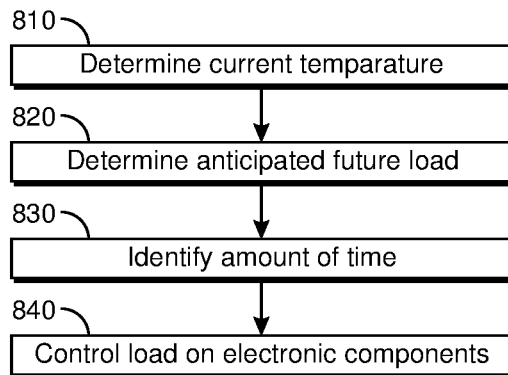 810
Determine current temparature
820
Determine anticipated future load
830
Identify amount of time
840
Control load on electronic components